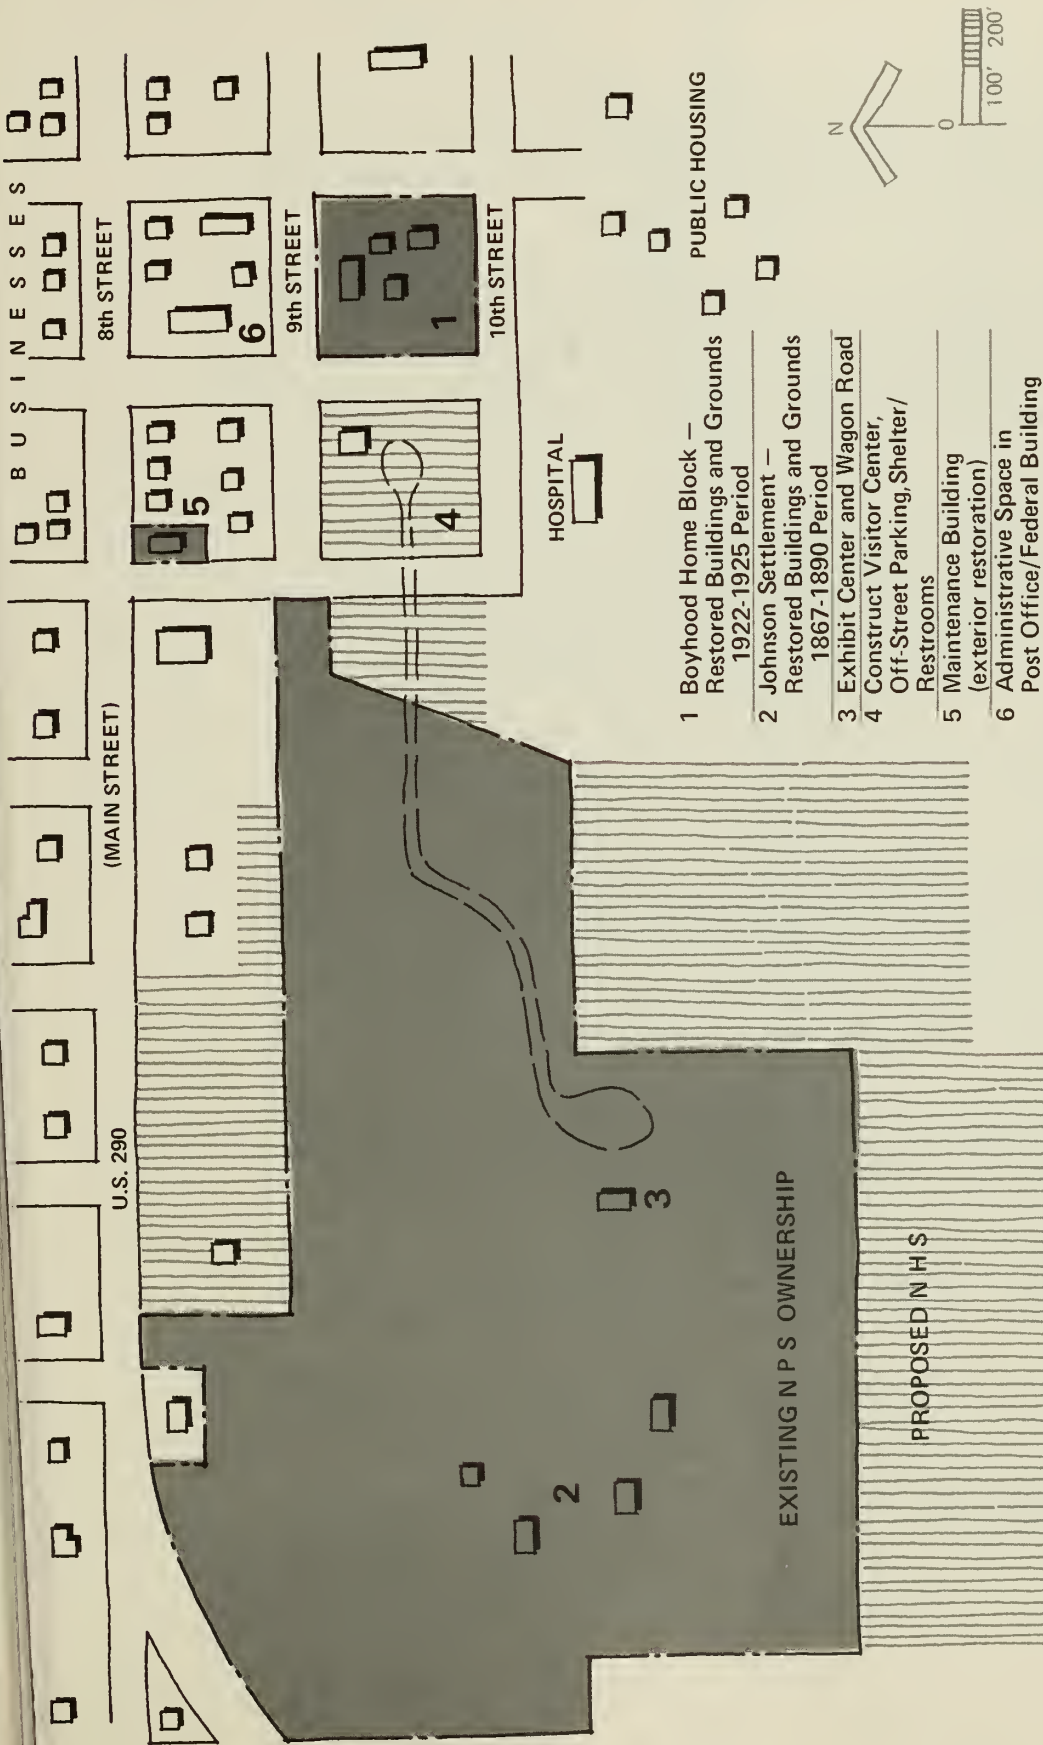 BUSINESSES
8th STREET
(MAIN STREET)
U.S. 290
9th STREET
10th STREET
6
1
5
4
3
2
HOSPITAL
PUBLIC HOUSING
EXISTING NPS OWNERSHIP
PROPOSED NHS
1 Boyhood Home Block –
Restored Buildings and Grounds
1922-1925 Period
2 Johnson Settlement –
Restored Buildings and Grounds
1867-1890 Period
3 Exhibit Center and Wagon Road
4 Construct Visitor Center,
Off-Street Parking, Shelter/
Restrooms
5 Maintenance Building
(exterior restoration)
6 Administrative Space in
Post Office/Federal Building
N
0 100' 200'